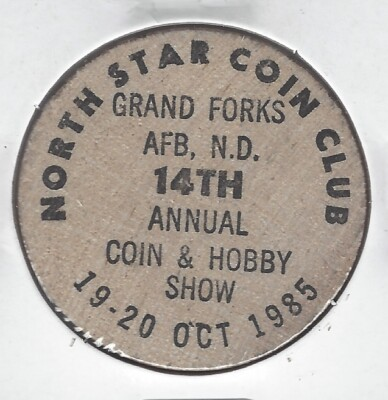 NORTH STAR COIN CLUB
GRAND FORKS
AFB, N.D.
14TH
ANNUAL
COIN & HOBBY
SHOW
19-20 OCT 1985